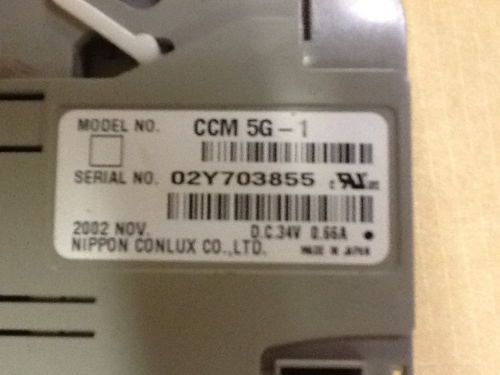 MODEL NO. CCM 5G-1
SERIAL NO. 02Y703855
2002 NOV. D.C.34V 0.66A
NIPPON CONLUX CO.,LTD. MADE IN JAPAN